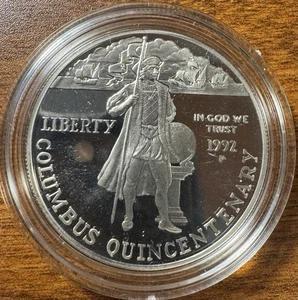 LIBERTY
IN GOD WE
TRUST
1992
P
COLUMBUS QUINCENTENARY